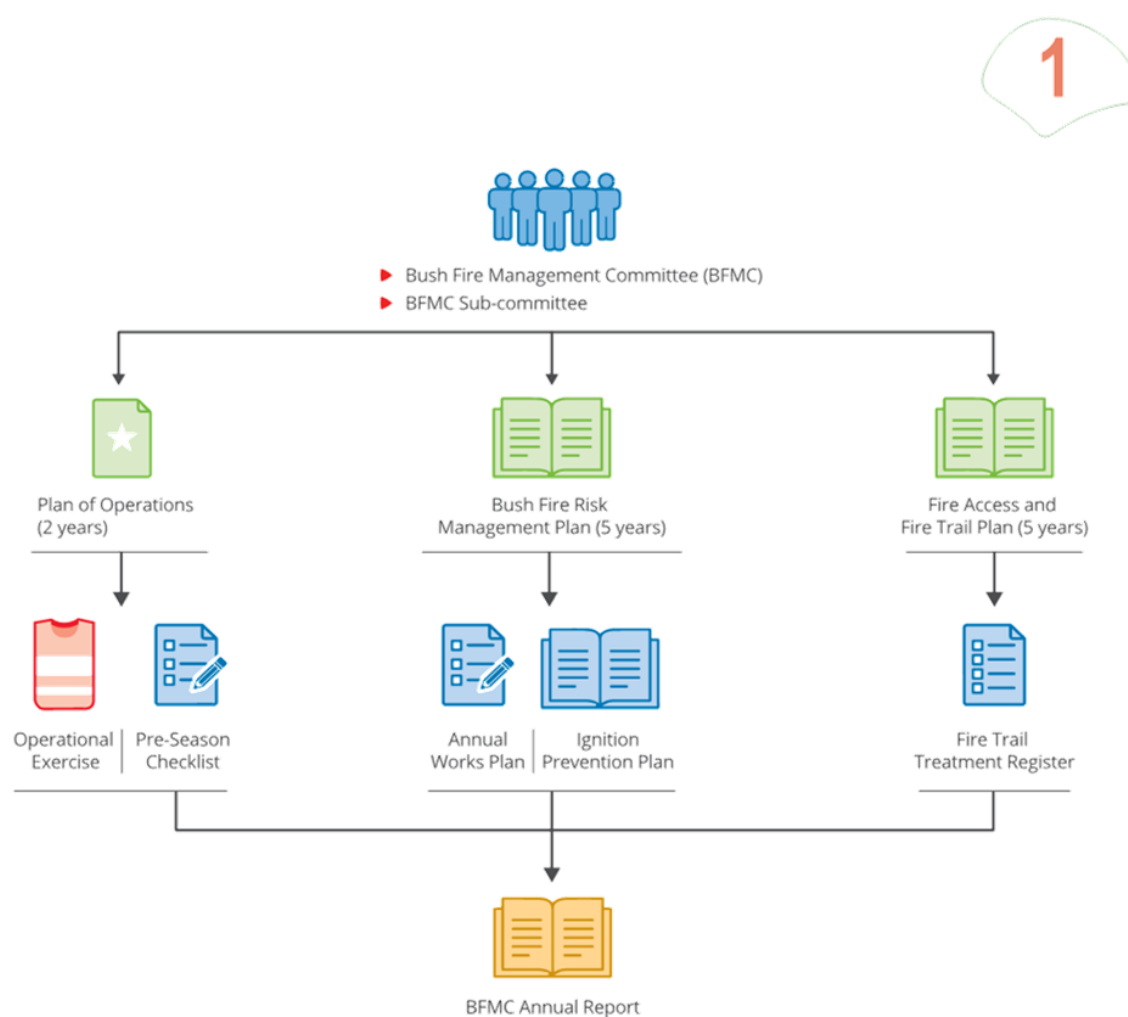 1
Bush Fire Management Committee (BFMC)
BFMC Sub-committee
Plan of Operations
(2 years)
Bush Fire Risk
Management Plan (5 years)
Fire Access and
Fire Trail Plan (5 years)
Operational
Exercise
Pre-Season
Checklist
Annual
Works Plan
Ignition
Prevention Plan
Fire Trail
Treatment Register
BFMC Annual Report